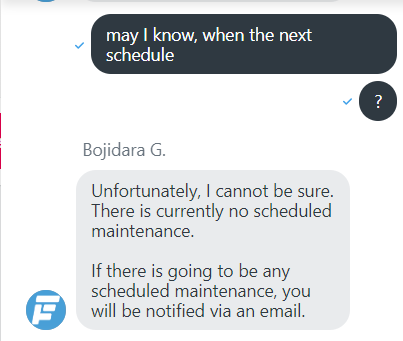 may I know, when the next
schedule
?
Bojidara G.
Unfortunately, I cannot be sure.
There is currently no scheduled
maintenance.
If there is going to be any
scheduled maintenance, you
will be notified via an email.